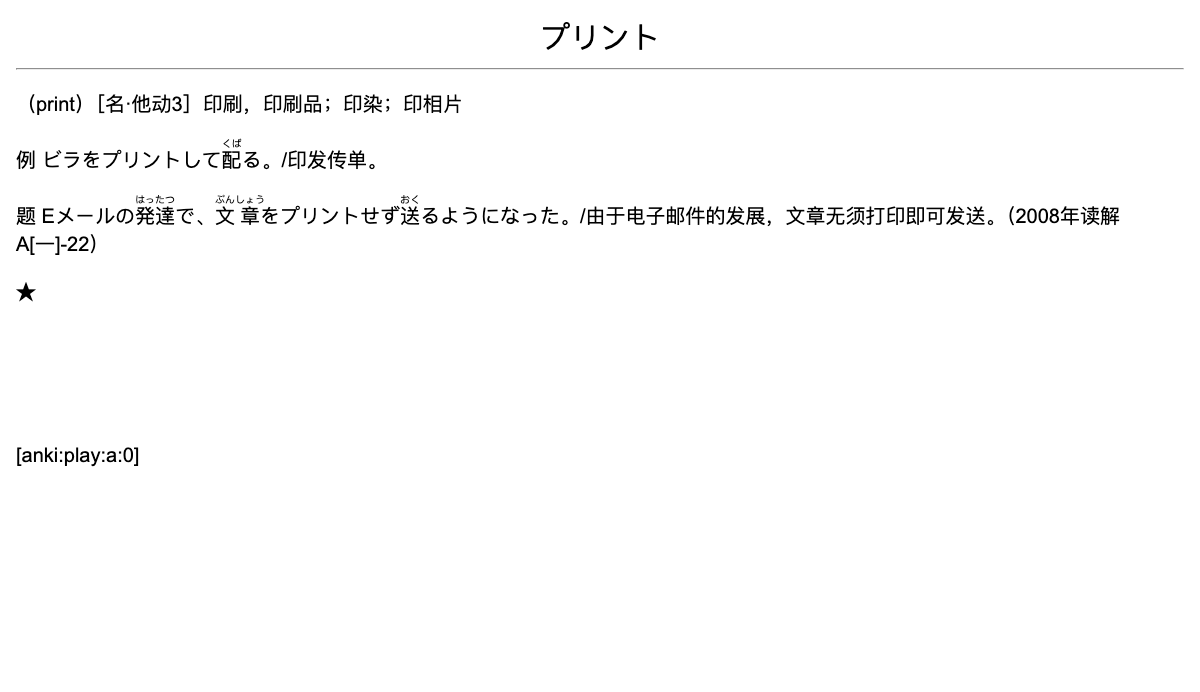 プリント
（print）［名·他动3］印刷，印刷品；印染；印相片
くば
例 ビラをプリントして配る。/印发传单。
はったつ ぶんしょう おく
题 Eメールの発達で、文章をプリントせず送るようになった。/由于电子邮件的发展，文章无须打印即可发送。（2008年读解
A[一]-22）
★
[anki:play:a:0]